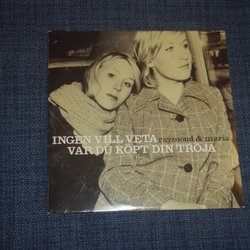 INGEN VILL VETA raymond & maria
VAR DU KÖPT DIN TRÖJA